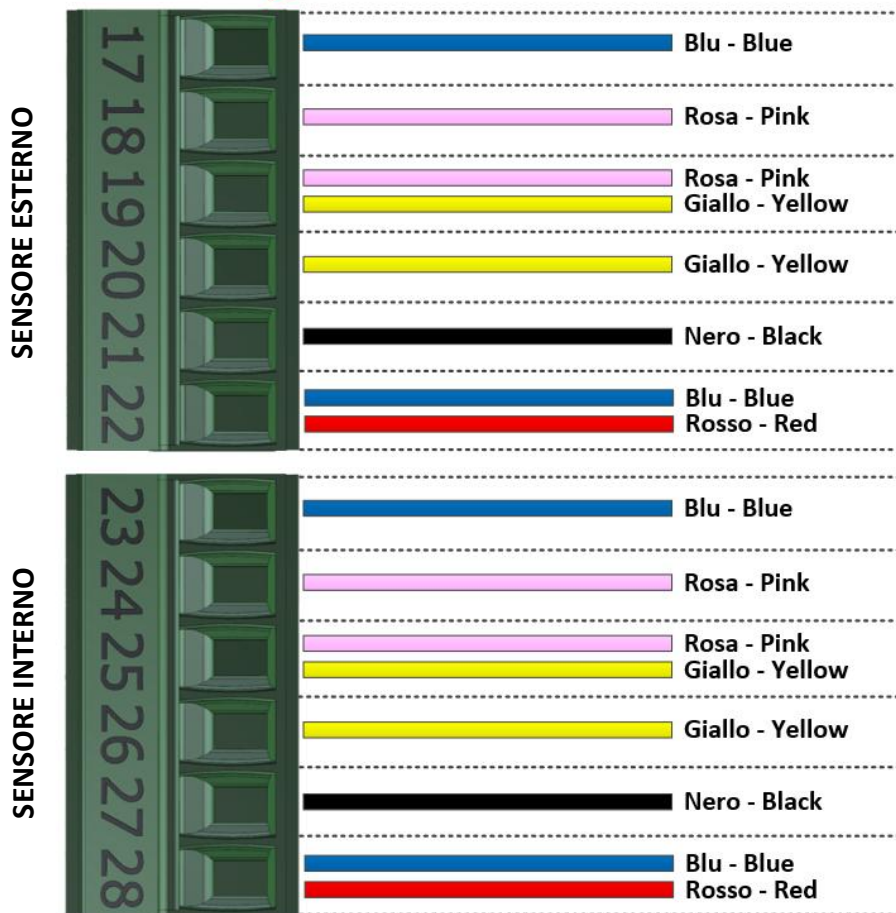 SENSORE ESTERNO
17
Blu - Blue
18
Rosa - Pink
19
Rosa - Pink
Giallo - Yellow
20
Giallo - Yellow
21
Nero - Black
22
Blu - Blue
Rosso - Red
SENSORE INTERNO
23
Blu - Blue
24
Rosa - Pink
25
Rosa - Pink
Giallo - Yellow
26
Giallo - Yellow
27
Nero - Black
28
Blu - Blue
Rosso - Red